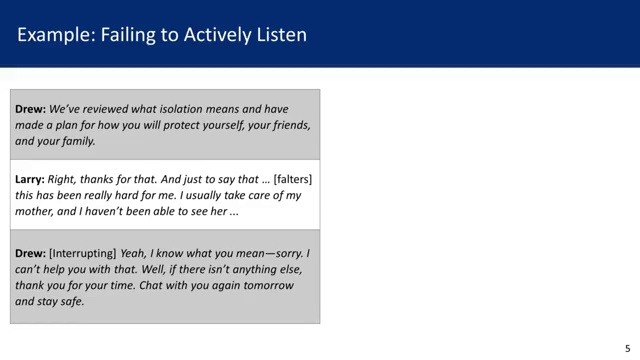 Example: Failing to Actively Listen
Drew: We’ve reviewed what isolation means and have
made a plan for how you will protect yourself, your friends,
and your family.
Larry: Right, thanks for that. And just to say that … [falters]
this has been really hard for me. I usually take care of my
mother, and I haven’t been able to see her ...
Drew: [Interrupting] Yeah, I know what you mean—sorry. I
can’t help you with that. Well, if there isn’t anything else,
thank you for your time. Chat with you again tomorrow
and stay safe.
5